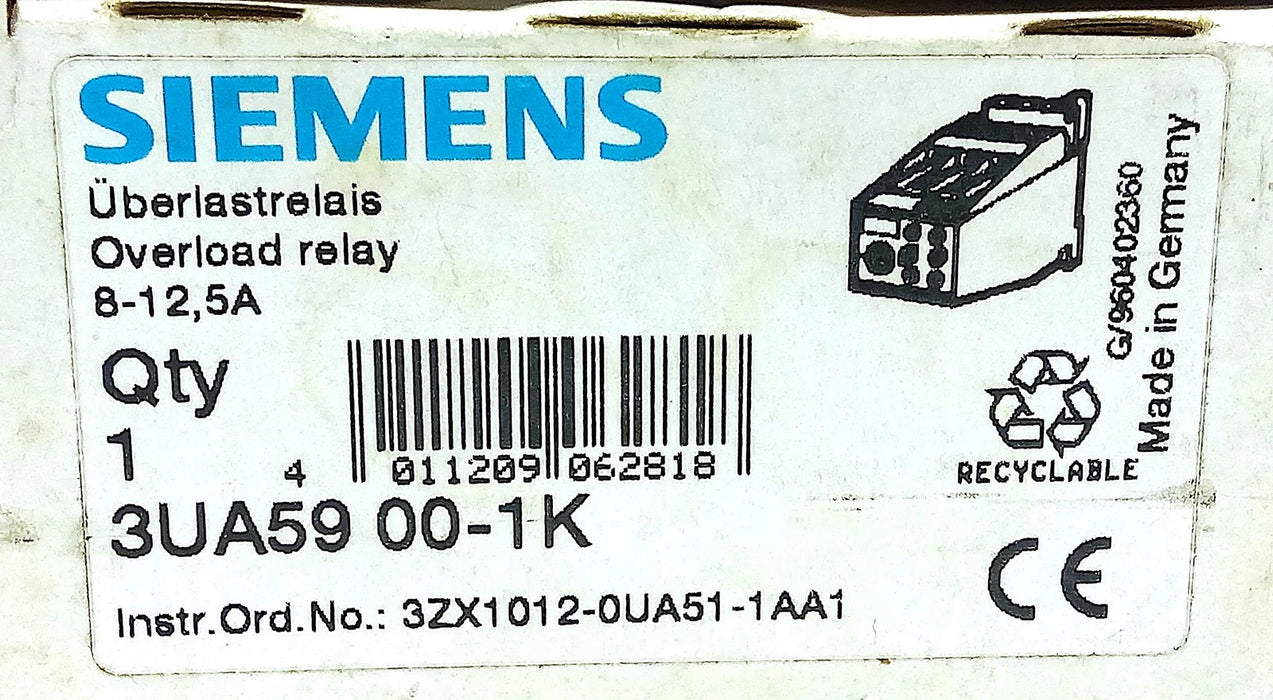 SIEMENS
Überlastrelais
Overload relay
8-12,5A
Qty
1
4 011209 062818
3UA59 00-1K
Instr.Ord.No.: 3ZX1012-0UA51-1AA1
G/960402360
Made in Germany
RECYCLABLE
CE